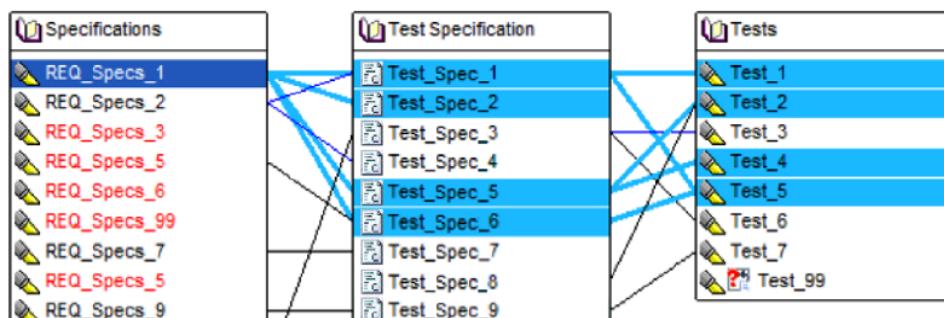 Specifications
REQ_Specs_1
REQ_Specs_2
REQ_Specs_3
REQ_Specs_5
REQ_Specs_6
REQ_Specs_99
REQ_Specs_7
REQ_Specs_5
REQ_Specs_9
Test Specification
Test_Spec_1
Test_Spec_2
Test_Spec_3
Test_Spec_4
Test_Spec_5
Test_Spec_6
Test_Spec_7
Test_Spec_8
Test_Spec_9
Tests
Test_1
Test_2
Test_3
Test_4
Test_5
Test_6
Test_7
Test_99